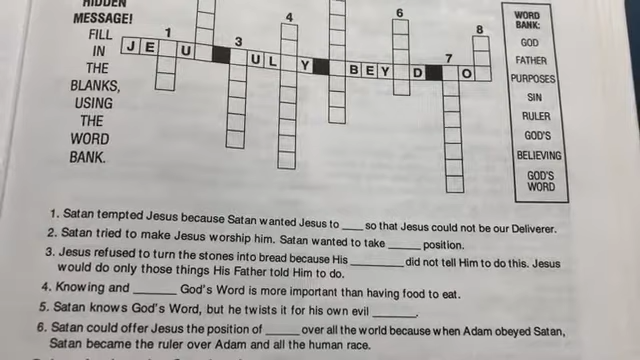 HIDDEN
MESSAGE!
FILL
IN
THE
BLANKS,
USING
THE
WORD
BANK.
1
3
4
6
7
8
J E U U L Y B E Y D O
WORD
BANK:
GOD
FATHER
PURPOSES
SIN
RULER
GOD'S
BELIEVING
GOD'S
WORD
1. Satan tempted Jesus because Satan wanted Jesus to ____ so that Jesus could not be our Deliverer.
2. Satan tried to make Jesus worship him. Satan wanted to take ______ position.
3. Jesus refused to turn the stones into bread because His _________ did not tell Him to do this. Jesus
would do only those things His Father told Him to do.
4. Knowing and _______ God's Word is more important than having food to eat.
5. Satan knows God's Word, but he twists it for his own evil _______.
6. Satan could offer Jesus the position of ______ over all the world because when Adam obeyed Satan,
Satan became the ruler over Adam and all the human race.